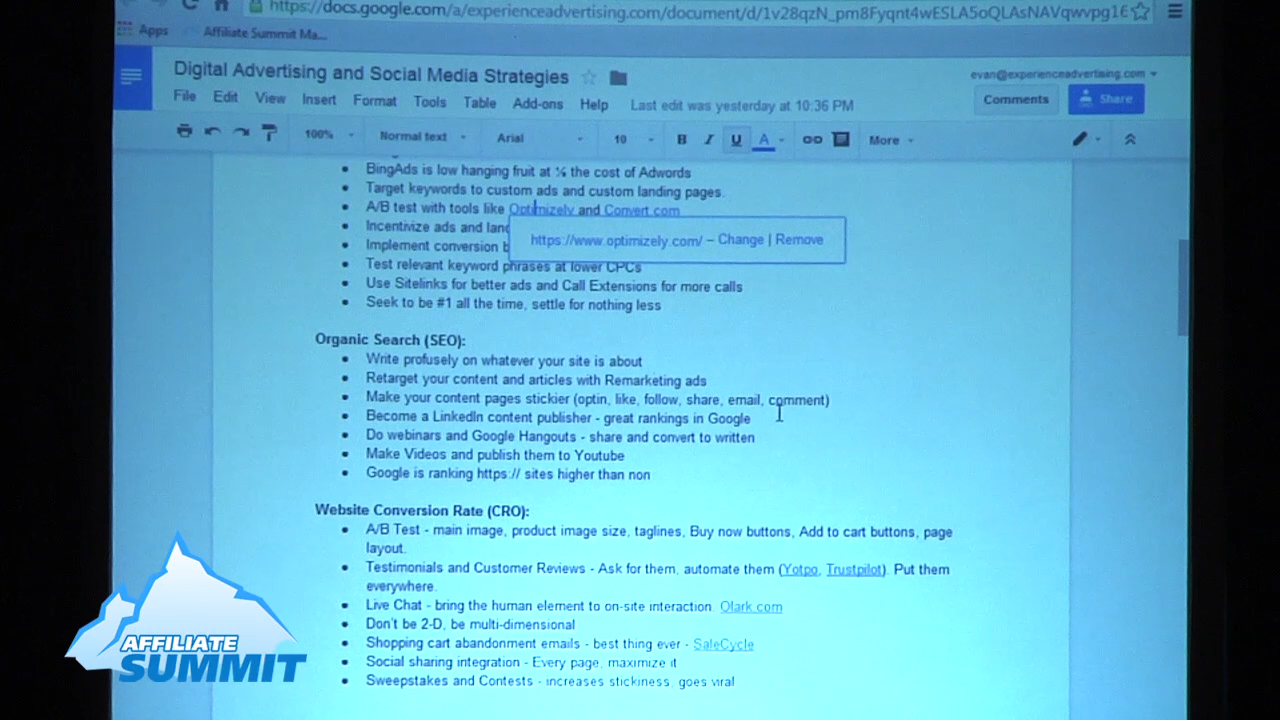 https://docs.google.com/a/experienceadvertising.com/document/d/1v28qzN_pm8Fyqnt4wESLA5oQLAsNAVqwvpg16
Apps
Affiliate Summit Ma...
Digital Advertising and Social Media Strategies
evan@experienceadvertising.com
File Edit View Insert Format Tools Table Add-ons Help Last edit was yesterday at 10:36 PM
Comments
Share
100% Normal text Arial 10 B I U A More
• BingAds is low hanging fruit at ⅓ the cost of Adwords
• Target keywords to custom ads and custom landing pages.
• A/B test with tools like Optimizely and Convert.com
https://www.optimizely.com/ – Change | Remove
• Incentivize ads and
• Implement conversion
• Test relevant keyword phrases at lower CPCs
• Use Sitelinks for better ads and Call Extensions for more calls
• Seek to be #1 all the time, settle for nothing less
Organic Search (SEO):
• Write profusely on whatever your site is about
• Retarget your content and articles with Remarketing ads
• Make your content pages stickier (optin, like, follow, share, email, comment)
• Become a LinkedIn content publisher - great rankings in Google
• Do webinars and Google Hangouts - share and convert to written
• Make Videos and publish them to Youtube
• Google is ranking https:// sites higher than non
Website Conversion Rate (CRO):
• A/B Test - main image, product image size, taglines, Buy now buttons, Add to cart buttons, page
layout.
• Testimonials and Customer Reviews - Ask for them, automate them (Yotpo, Trustpilot). Put them
everywhere.
• Live Chat - bring the human element to on-site interaction. Olark.com
• Don't be 2-D, be multi-dimensional
• Shopping cart abandonment emails - best thing ever - SaleCycle
• Social sharing integration - Every page, maximize it
• Sweepstakes and Contests - increases stickiness, goes viral
AFFILIATE
SUMMIT